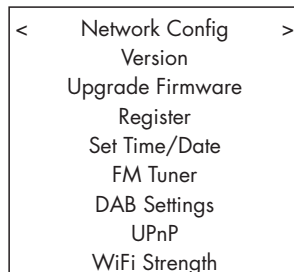 < Network Config >
Version
Upgrade Firmware
Register
Set Time/Date
FM Tuner
DAB Settings
UPnP
WiFi Strength